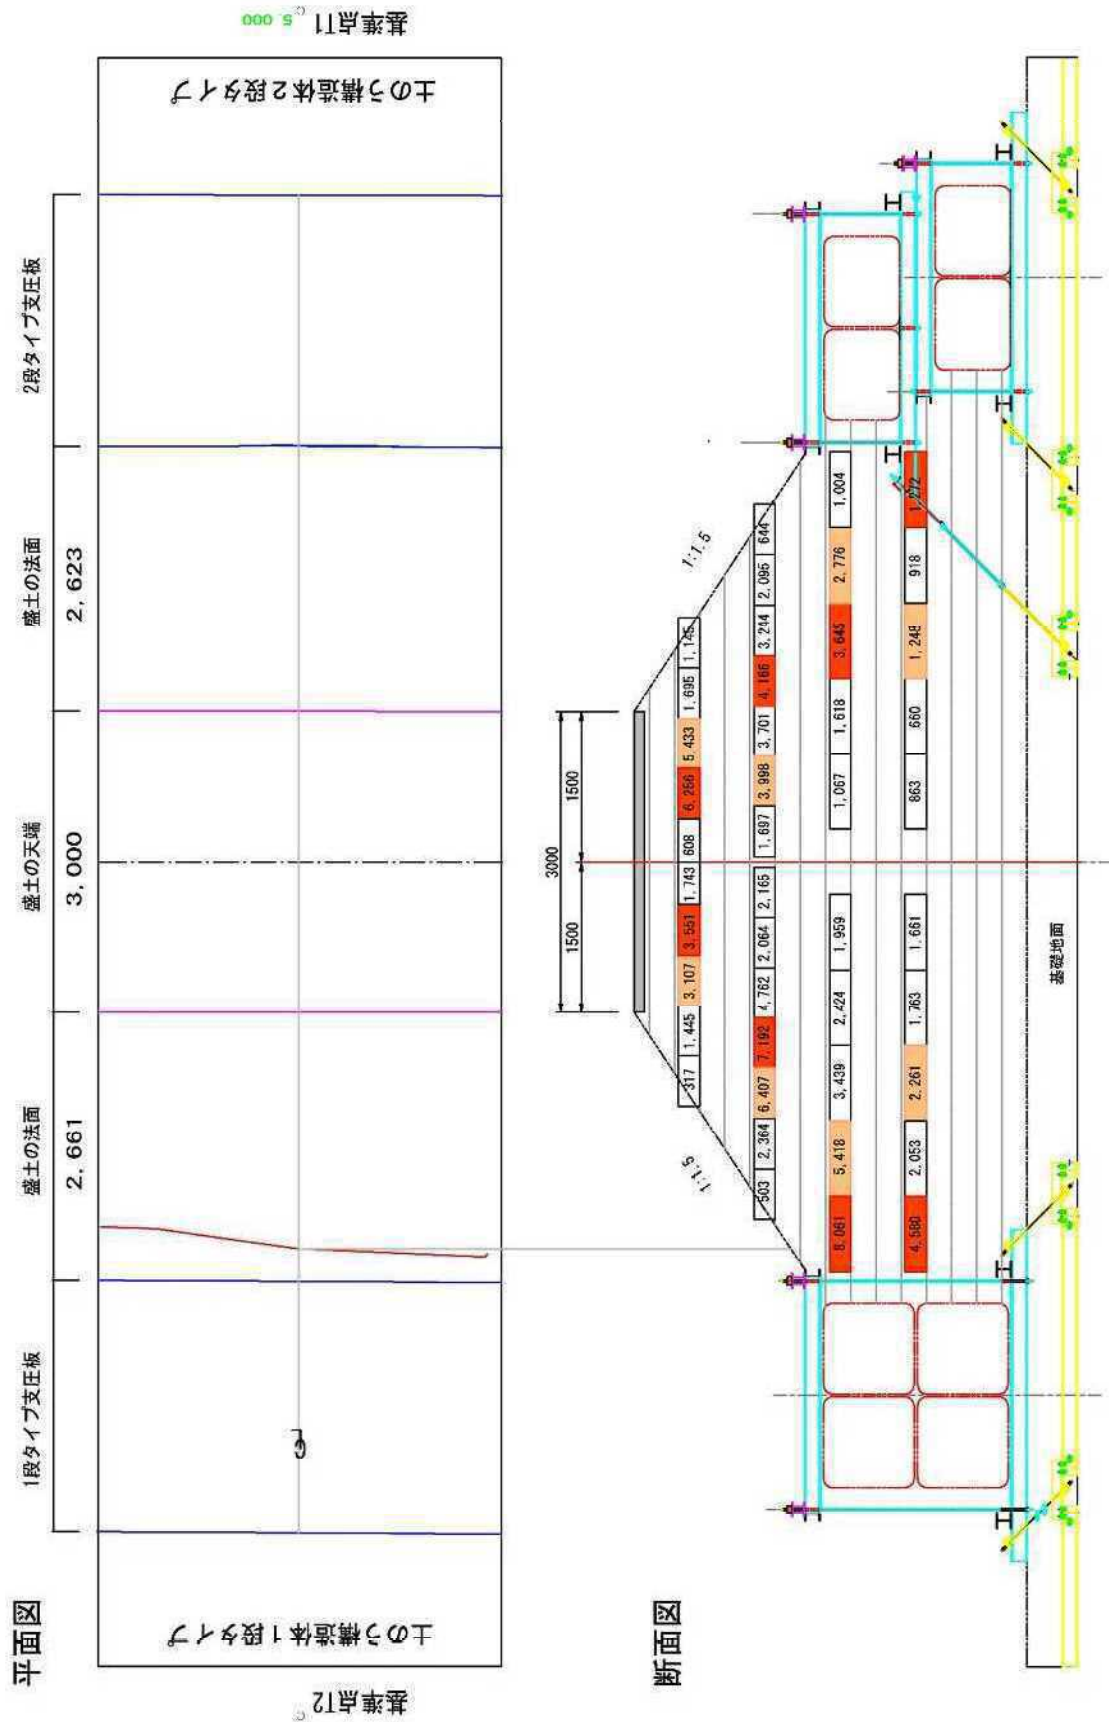 平面図
1段タイプ支圧板
盛土の法面
盛土の天端
盛土の法面
2段タイプ支圧板
2,661
3,000
2,623
基準点T2
土のう構造体1段タイプ
土のう構造体2段タイプ
基準点T1
5.000
断面図
3000
1500
1500
1:1.5
1:1.5
317 1,445 3,107 3,551 1,743 608 6,286 5,433 1,695 1,145
503 2,364 6,407 7,192 4,762 2,064 2,165 1,697 3,998 3,701 4,166 3,244 2,095 644
8,061 5,418 3,439 2,424 1,959 1,067 1,618 3,645 2,776 1,004
4,580 2,053 2,261 1,763 1,661 863 660 1,248 918 1,272
基礎地面